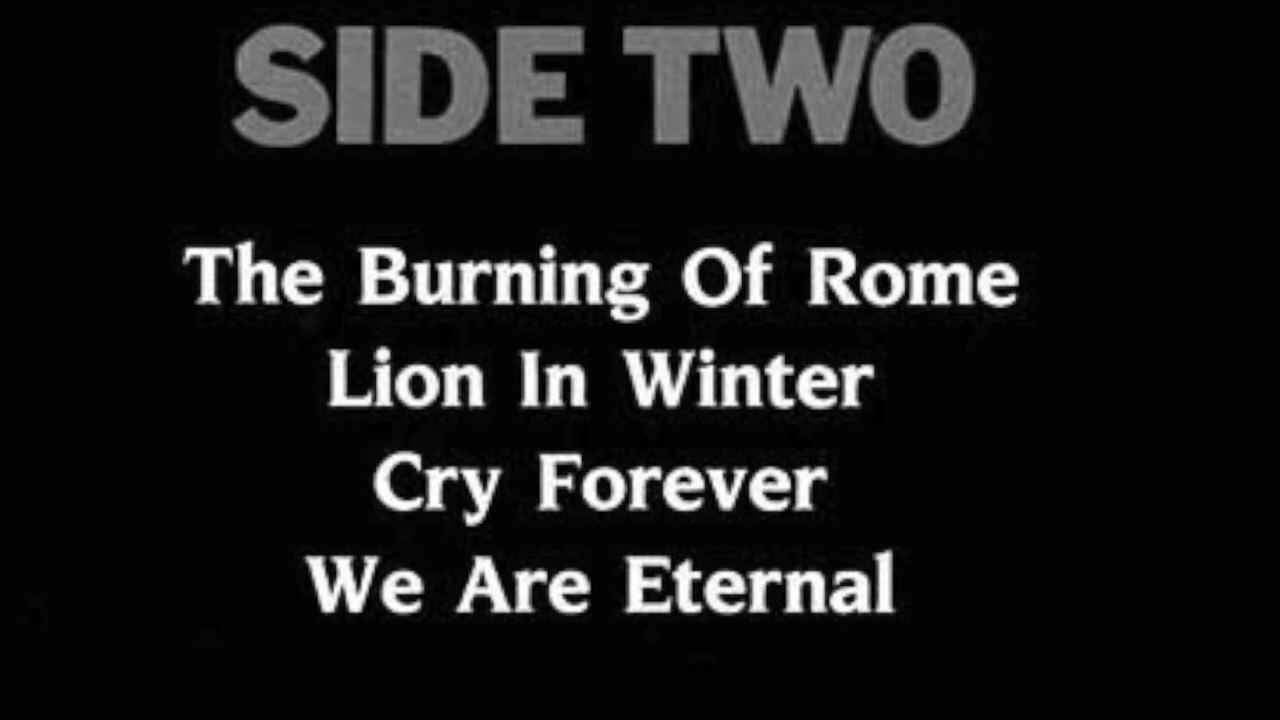 SIDE TWO
The Burning Of Rome
Lion In Winter
Cry Forever
We Are Eternal